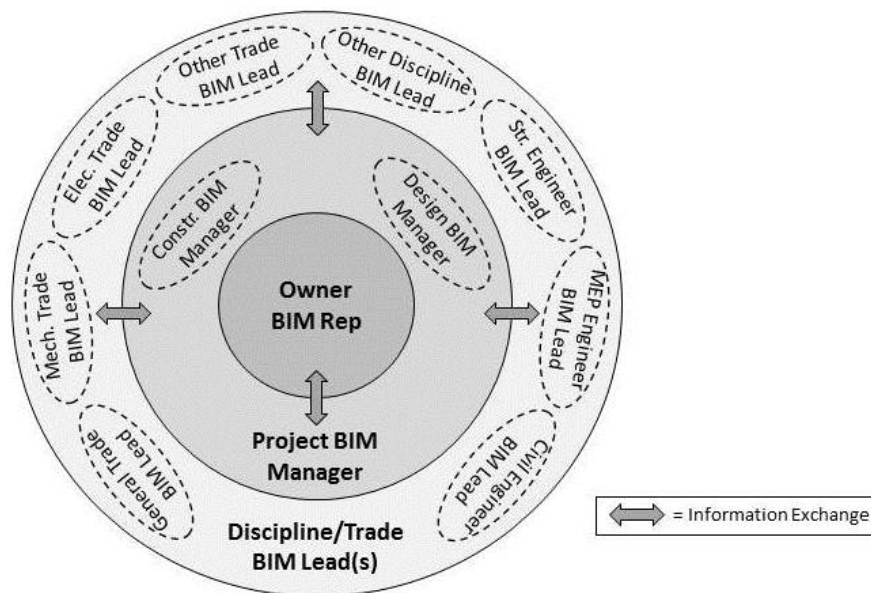 Other Trade
BIM Lead
Other Discipline
BIM Lead
Elec. Trade
BIM Lead
Str. Engineer
BIM Lead
Constr. BIM
Manager
Design BIM
Manager
Mech. Trade
BIM Lead
Owner
BIM Rep
MEP Engineer
BIM Lead
Project BIM
Manager
General Trade
BIM Lead
Civil Engineer
BIM Lead
Discipline/Trade
BIM Lead(s)
= Information Exchange